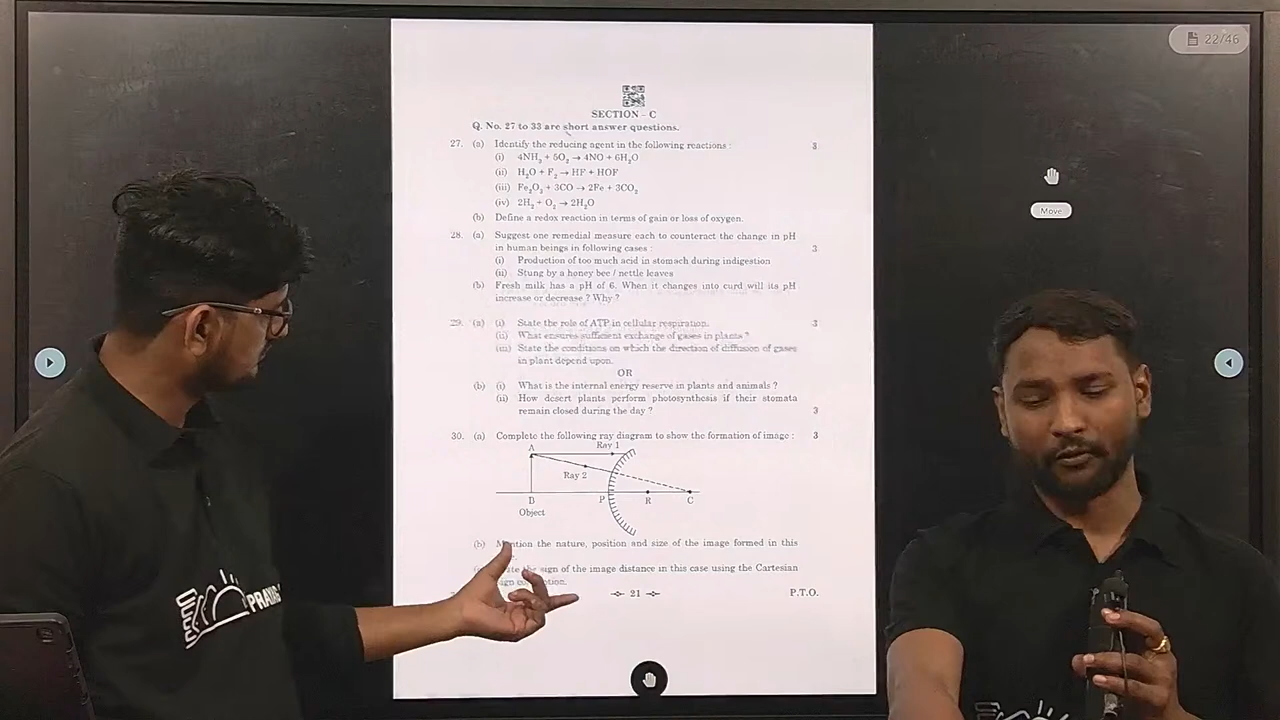 22/46
SECTION – C
Q. No. 27 to 33 are short answer questions.
27. (a) Identify the reducing agent in the following reactions : 3
(i) 4NH₃ + 5O₂ → 4NO + 6H₂O
(ii) H₂O + F₂ → HF + HOF
(iii) Fe₂O₃ + 3CO → 2Fe + 3CO₂
(iv) 2H₂ + O₂ → 2H₂O
(b) Define a redox reaction in terms of gain or loss of oxygen.
28. (a) Suggest one remedial measure each to counteract the change in pH
in human beings in following cases : 3
(i) Production of too much acid in stomach during indigestion
(ii) Stung by a honey bee / nettle leaves
(b) Fresh milk has a pH of 6. When it changes into curd will its pH
increase or decrease ? Why ?
29. (a) (i) State the role of ATP in cellular respiration. 3
(ii) What ensures sufficient exchange of gases in plants ?
(iii) State the conditions on which the direction of diffusion of gases
in plant depend upon.
OR
(b) (i) What is the internal energy reserve in plants and animals ?
(ii) How desert plants perform photosynthesis if their stomata
remain closed during the day ? 3
30. (a) Complete the following ray diagram to show the formation of image : 3
A Ray 1
Ray 2
B P R C
Object
(b) Mention the nature, position and size of the image formed in this
sign of the image distance in this case using the Cartesian
21
P.T.O.
Move